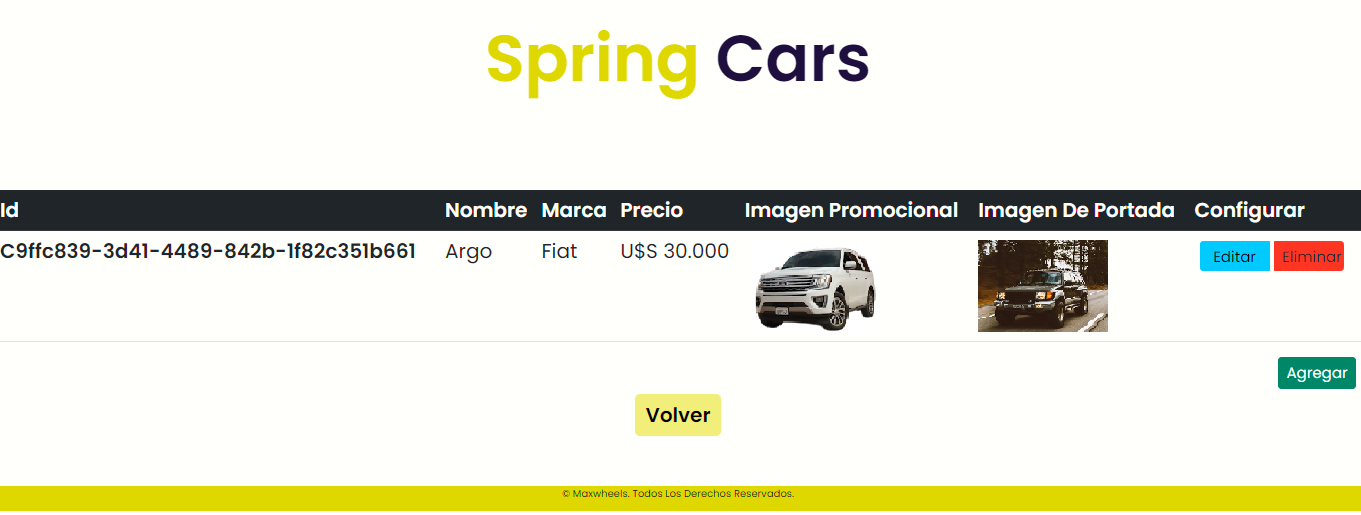 Spring Cars
Id Nombre Marca Precio Imagen Promocional Imagen De Portada Configurar
C9ffc839-3d41-4489-842b-1f82c351b661 Argo Fiat U$S 30.000 Editar Eliminar
Agregar
Volver
© Maxwheels. Todos Los Derechos Reservados.